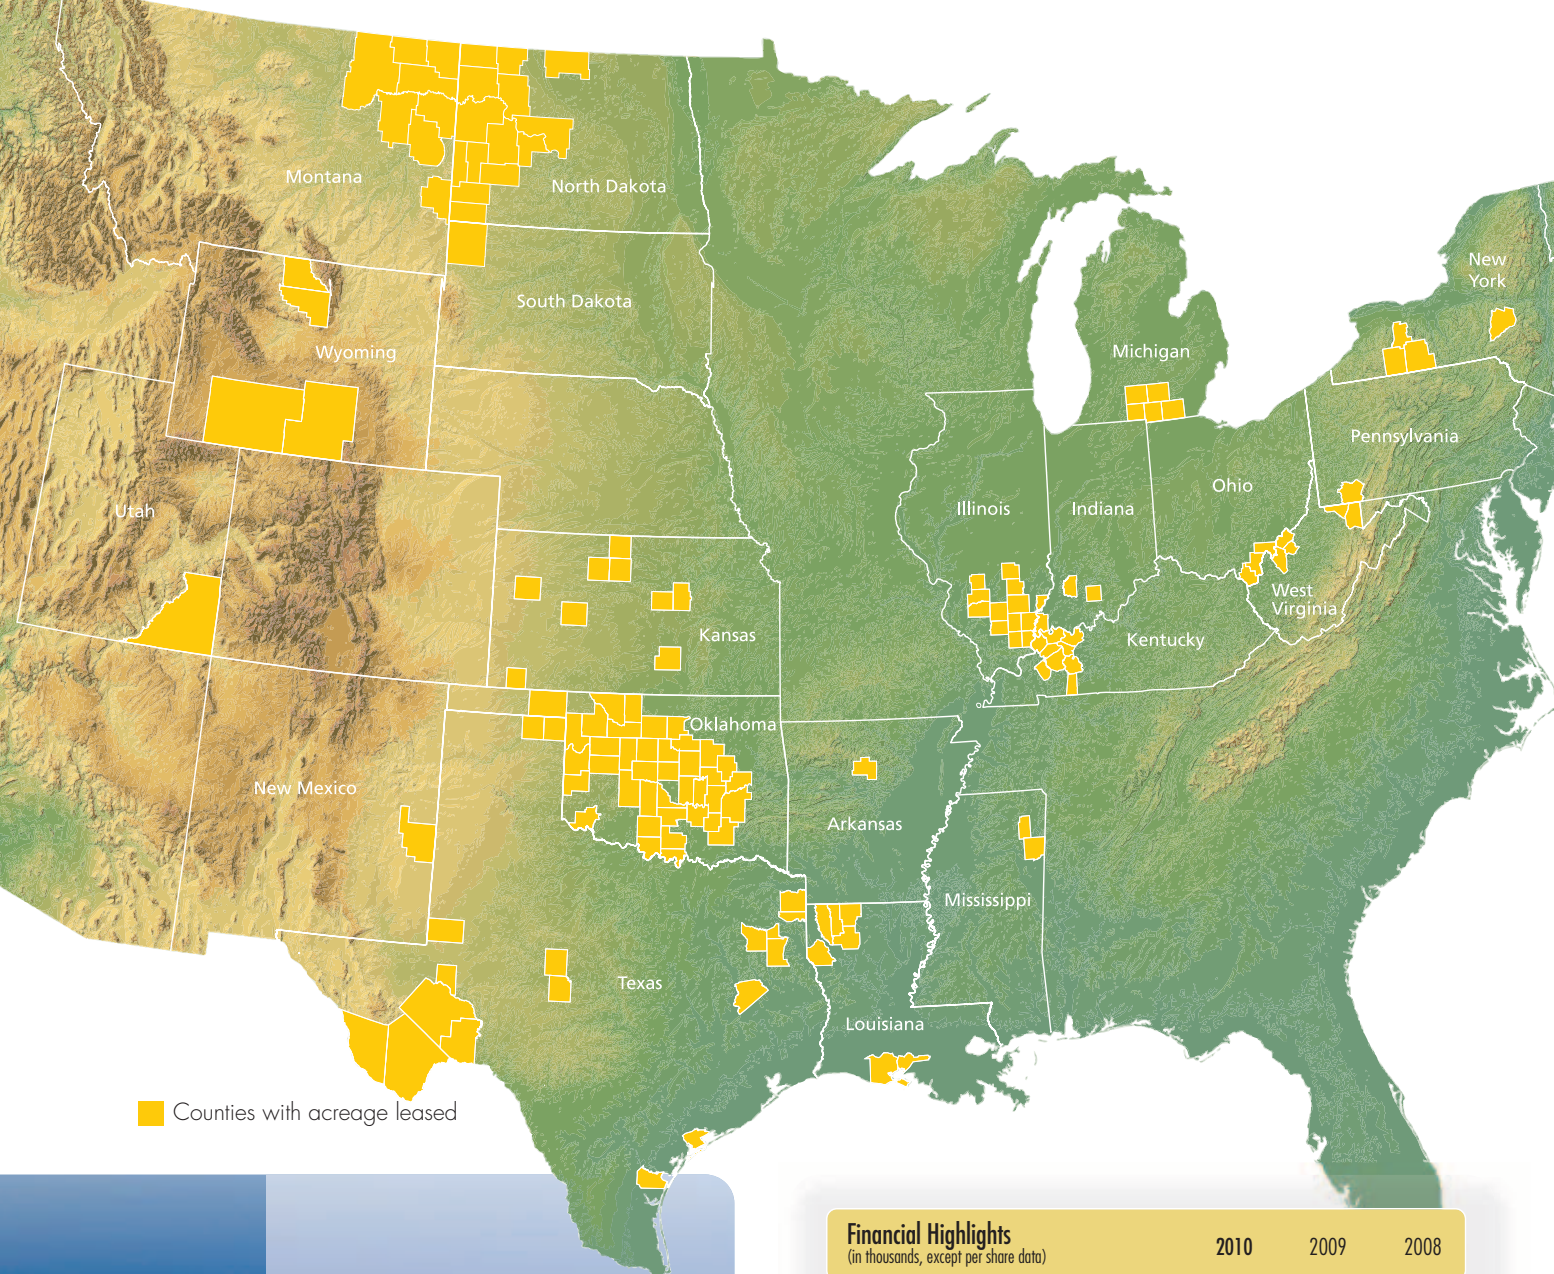 Montana
North Dakota
South Dakota
Wyoming
New
York
Michigan
Pennsylvania
Utah
Illinois
Indiana
Ohio
West
Virginia
Kansas
Kentucky
Oklahoma
New Mexico
Arkansas
Mississippi
Texas
Louisiana
Counties with acreage leased
Financial Highlights
(in thousands, except per share data)
2010 2009 2008